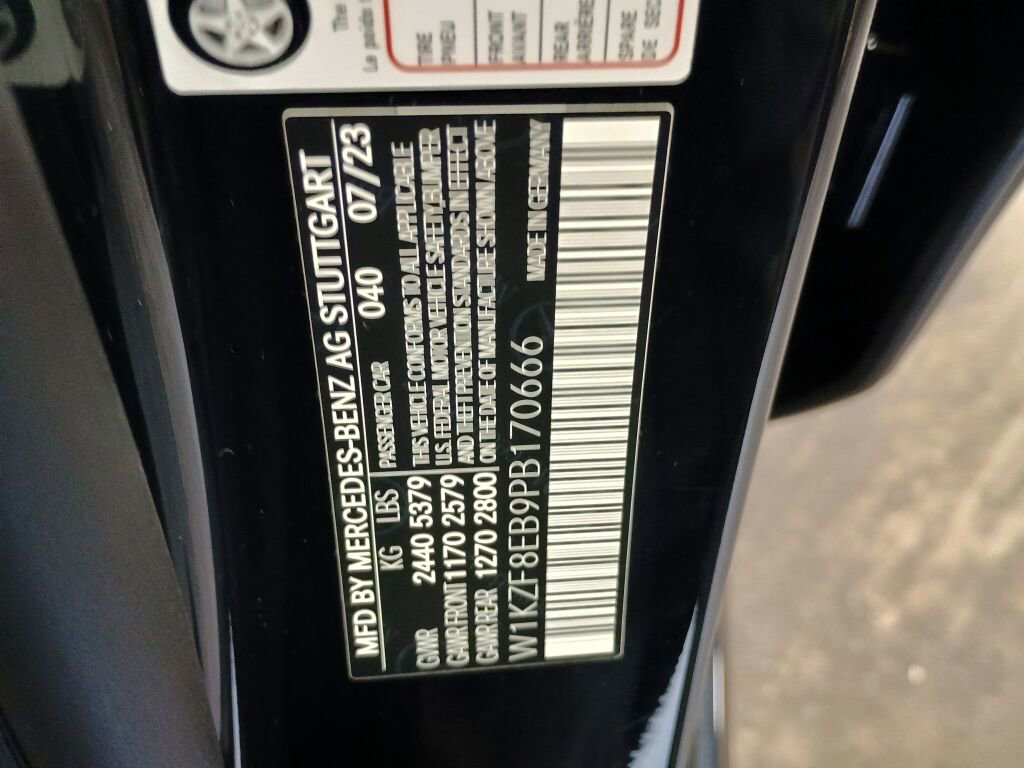 MFD BY MERCEDES-BENZ AG STUTTGART
KG LBS PASSENGER CAR 040 07/23
GVWR 2440 5379 THIS VEHICLE CONFORMS TO ALL APPLICABLE
GAWR FRONT 1170 2579 U.S. FEDERAL MOTOR VEHICLE SAFETY, BUMPER
GAWR REAR 1270 2800 AND THEFT PREVENTION STANDARDS IN EFFECT
ON THE DATE OF MANUFACTURE SHOWN ABOVE
W1KZF8EB9PB170666 MADE IN GERMANY
The
Le pneu
TIRE
PNEU
FRONT
AVANT
REAR
ARRIÈRE
SPARE
DE SEC